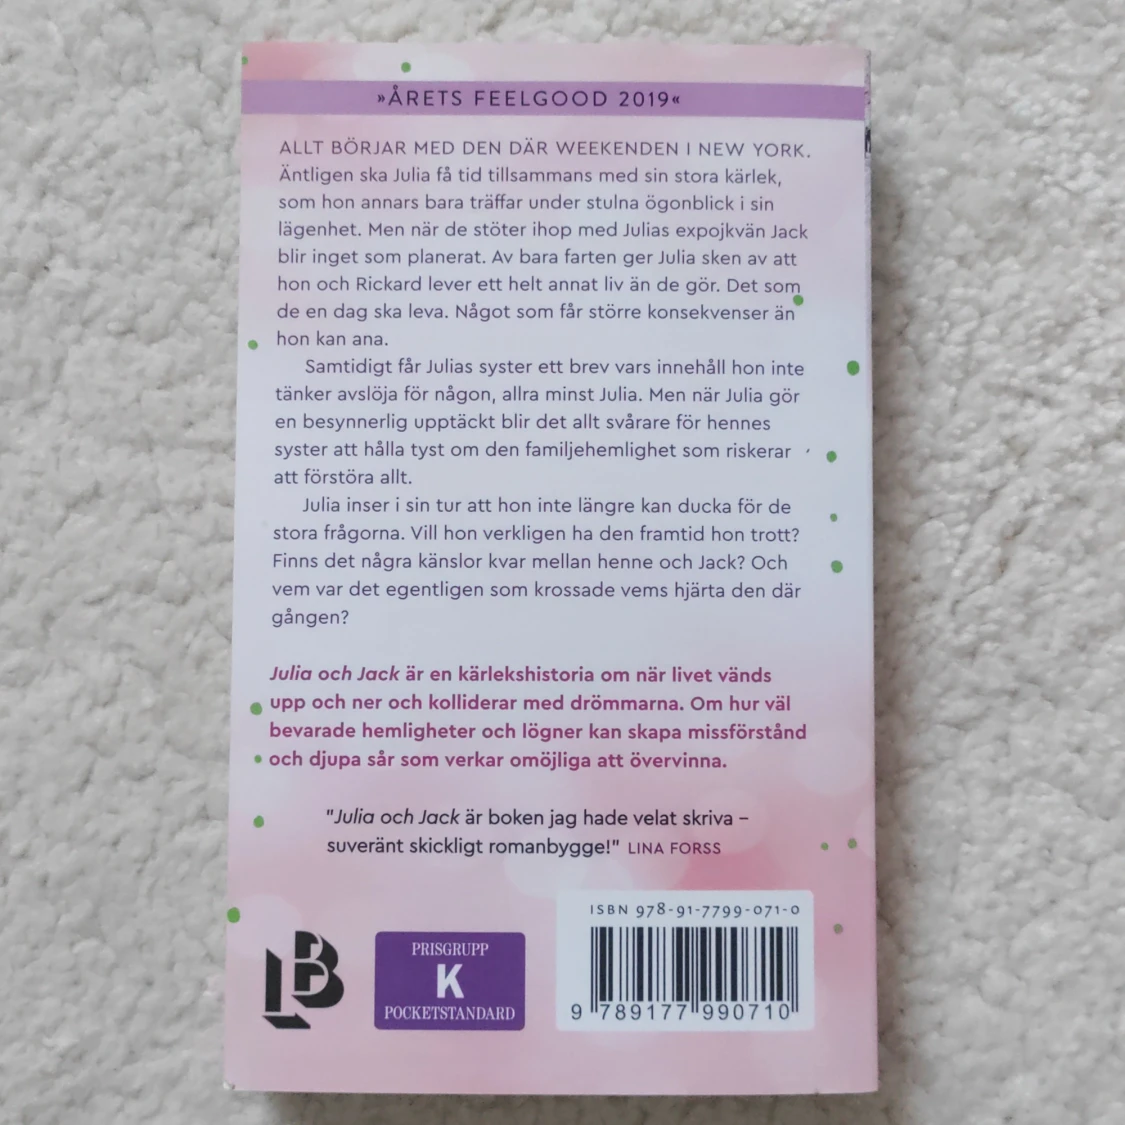 »ÅRETS FEELGOOD 2019«
ALLT BÖRJAR MED DEN DÄR WEEKENDEN I NEW YORK.
Äntligen ska Julia få tid tillsammans med sin stora kärlek,
som hon annars bara träffar under stulna ögonblick i sin
lägenhet. Men när de stöter ihop med Julias expojkvän Jack
blir inget som planerat. Av bara farten ger Julia sken av att
hon och Rickard lever ett helt annat liv än de gör. Det som
de en dag ska leva. Något som får större konsekvenser än
hon kan ana.
Samtidigt får Julias syster ett brev vars innehåll hon inte
tänker avslöja för någon, allra minst Julia. Men när Julia gör
en besynnerlig upptäckt blir det allt svårare för hennes
syster att hålla tyst om den familjehemlighet som riskerar
att förstöra allt.
Julia inser i sin tur att hon inte längre kan ducka för de
stora frågorna. Vill hon verkligen ha den framtid hon trott?
Finns det några känslor kvar mellan henne och Jack? Och
vem var det egentligen som krossade vems hjärta den där
gången?
Julia och Jack är en kärlekshistoria om när livet vänds
upp och ner och kolliderar med drömmarna. Om hur väl
bevarade hemligheter och lögner kan skapa missförstånd
och djupa sår som verkar omöjliga att övervinna.
"Julia och Jack är boken jag hade velat skriva –
suveränt skickligt romanbygge!" LINA FORSS
ISBN 978-91-7799-071-0
LB
PRISGRUPP
K
POCKETSTANDARD
9 789177 990710